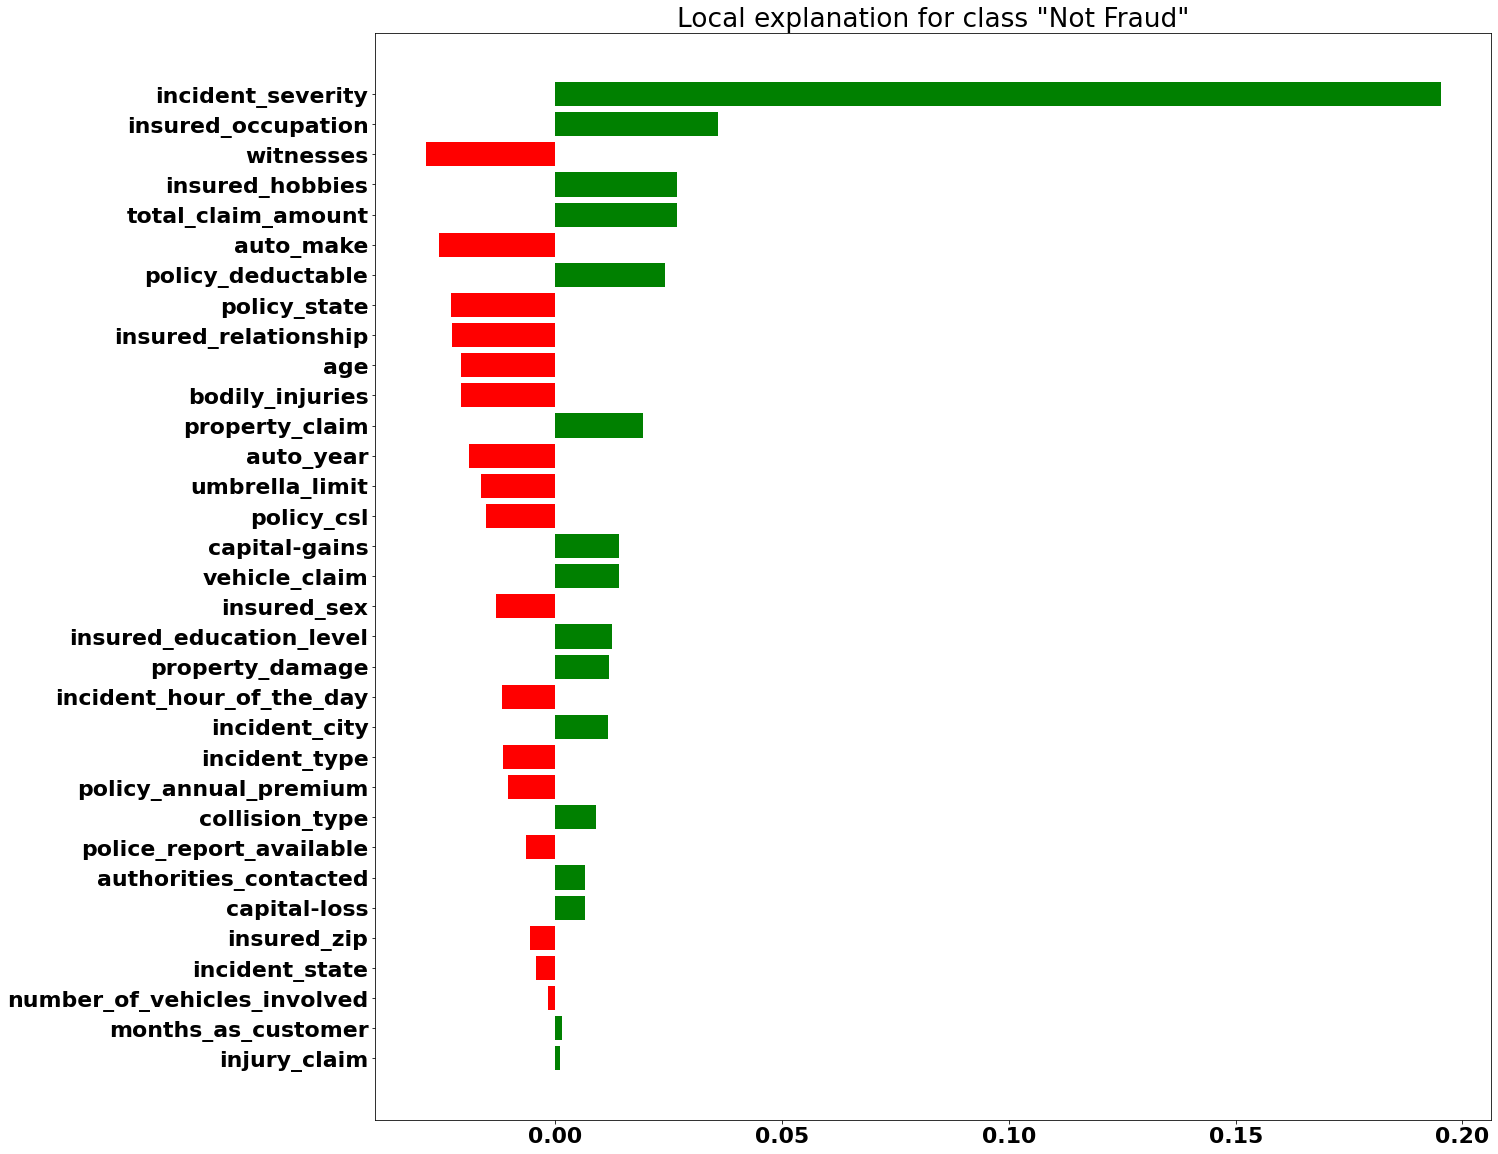 Local explanation for class "Not Fraud"
incident_severity
insured_occupation
witnesses
insured_hobbies
total_claim_amount
auto_make
policy_deductable
policy_state
insured_relationship
age
bodily_injuries
property_claim
auto_year
umbrella_limit
policy_csl
capital-gains
vehicle_claim
insured_sex
insured_education_level
property_damage
incident_hour_of_the_day
incident_city
incident_type
policy_annual_premium
collision_type
police_report_available
authorities_contacted
capital-loss
insured_zip
incident_state
number_of_vehicles_involved
months_as_customer
injury_claim
0.00 0.05 0.10 0.15 0.20